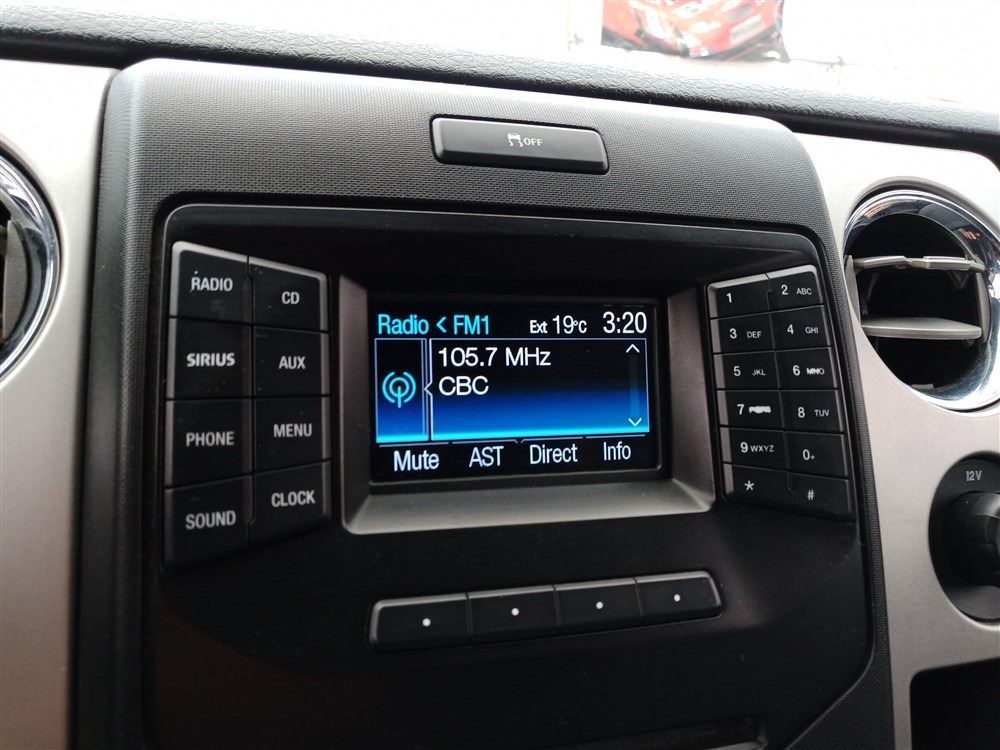 OFF
RADIO
CD
SIRIUS
AUX
PHONE
MENU
SOUND
CLOCK
Radio < FM1 Ext 19°C 3:20
105.7 MHz
CBC
Mute AST Direct Info
1 2 ABC
3 DEF 4 GHI
5 JKL 6 MNO
7 8 TUV
9 WXYZ 0+
* #
12V